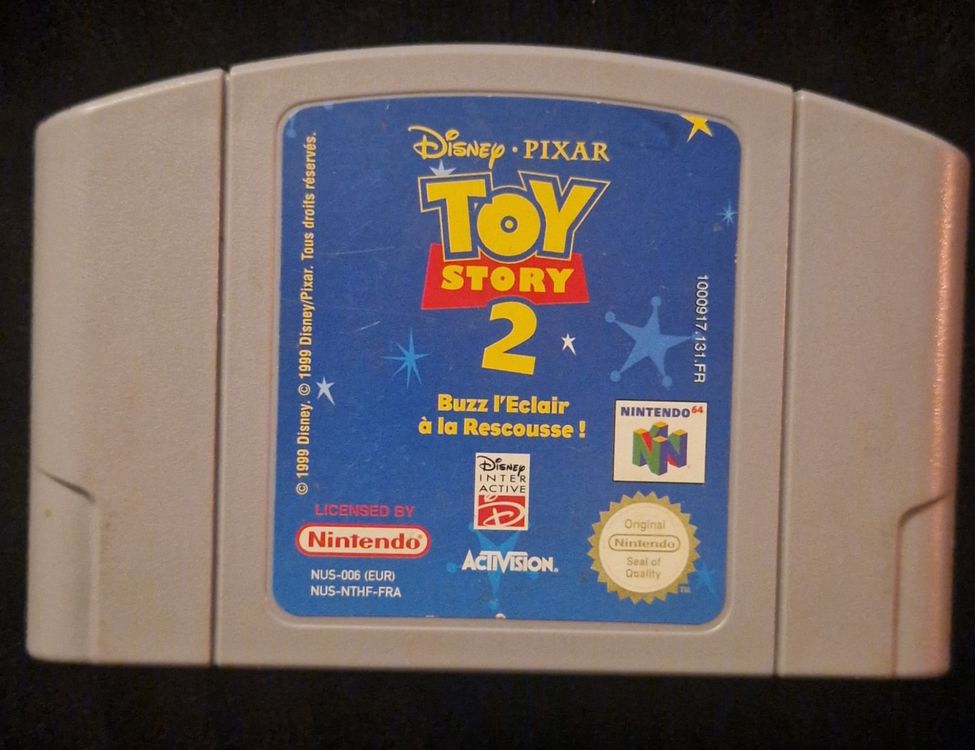 © 1999 Disney. © 1999 Disney/Pixar. Tous droits réservés.
Disney · PIXAR
TOY
STORY
2
1000917.131.FR
Buzz l'Eclair
à la Rescousse !
NINTENDO 64
Disney
INTER
ACTIVE
D
LICENSED BY
Nintendo®
NUS-006 (EUR)
NUS-NTHF-FRA
ACTIVISION.
Original
Nintendo
Seal of
Quality